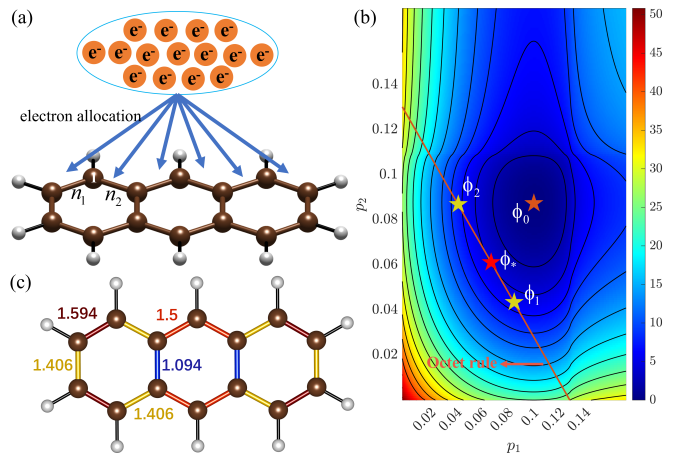 (a)
e⁻ e⁻ e⁻ e⁻
e⁻ e⁻ e⁻ e⁻ e⁻ e⁻ e⁻
e⁻ e⁻ e⁻ e⁻
electron allocation
n₁ n₂
(c)
1.594 1.5
1.406 1.094
1.406
(b)
p₂
0.14
0.12
0.1
0.08
0.06
0.04
0.02
ϕ₂
ϕ₀
ϕ*
ϕ₁
Octet rule
0.02 0.04 0.06 0.08 0.1 0.12 0.14
p₁
50
45
40
35
30
25
20
15
10
5
0